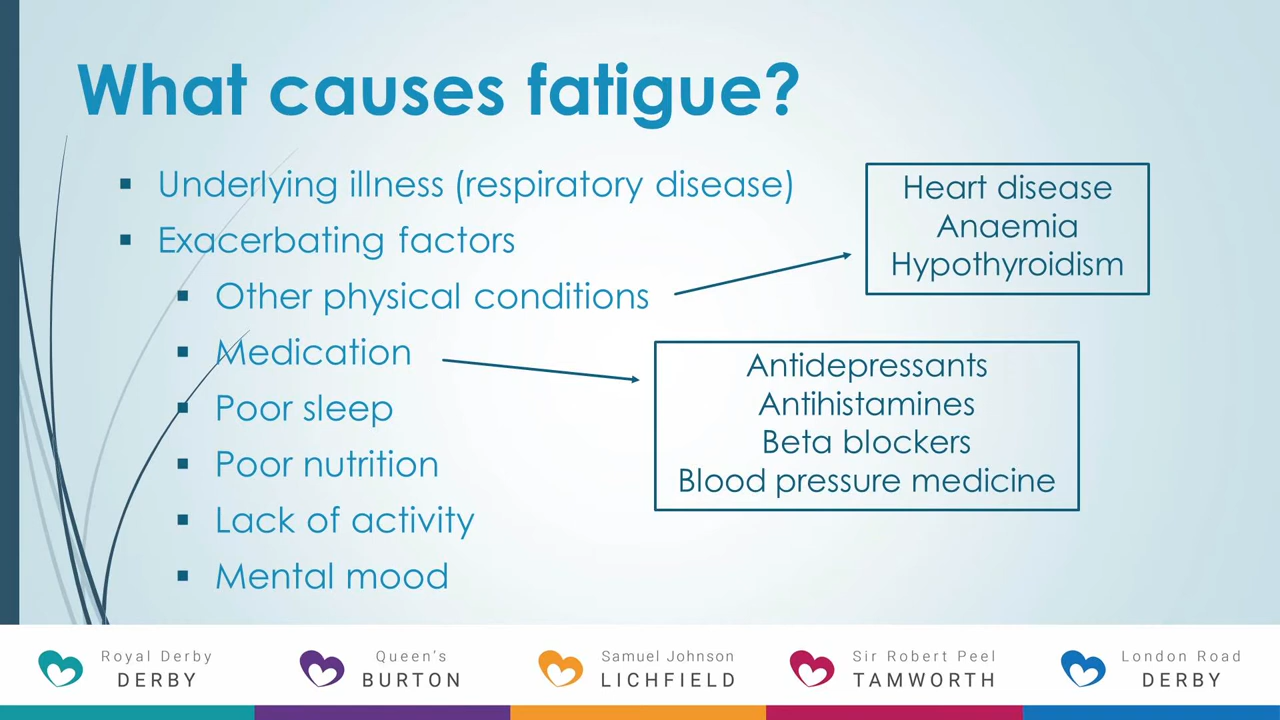 What causes fatigue?
Underlying illness (respiratory disease)
Exacerbating factors
Other physical conditions
Medication
Poor sleep
Poor nutrition
Lack of activity
Mental mood
Heart disease
Anaemia
Hypothyroidism
Antidepressants
Antihistamines
Beta blockers
Blood pressure medicine
Royal Derby
DERBY
Queen's
BURTON
Samuel Johnson
LICHFIELD
Sir Robert Peel
TAMWORTH
London Road
DERBY